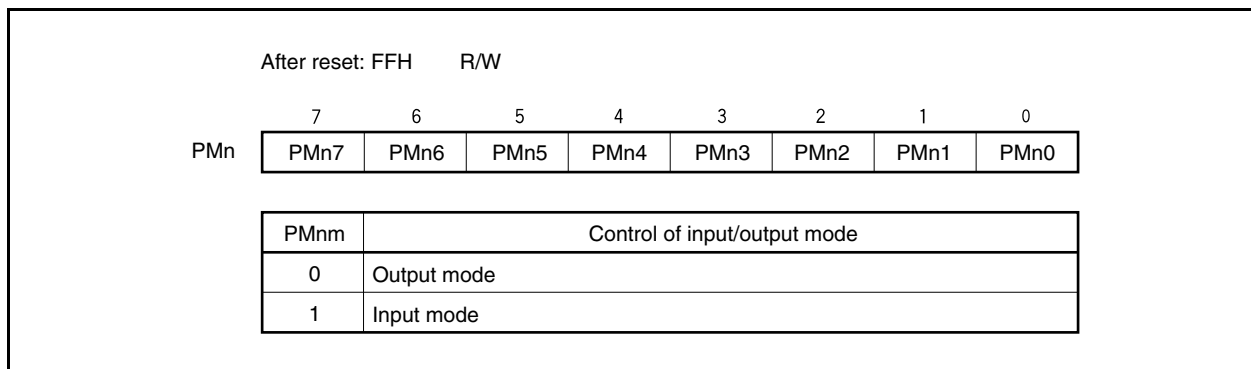 After reset: FFH R/W
7 6 5 4 3 2 1 0
PMn PMn7 PMn6 PMn5 PMn4 PMn3 PMn2 PMn1 PMn0
PMnm Control of input/output mode
0 Output mode
1 Input mode